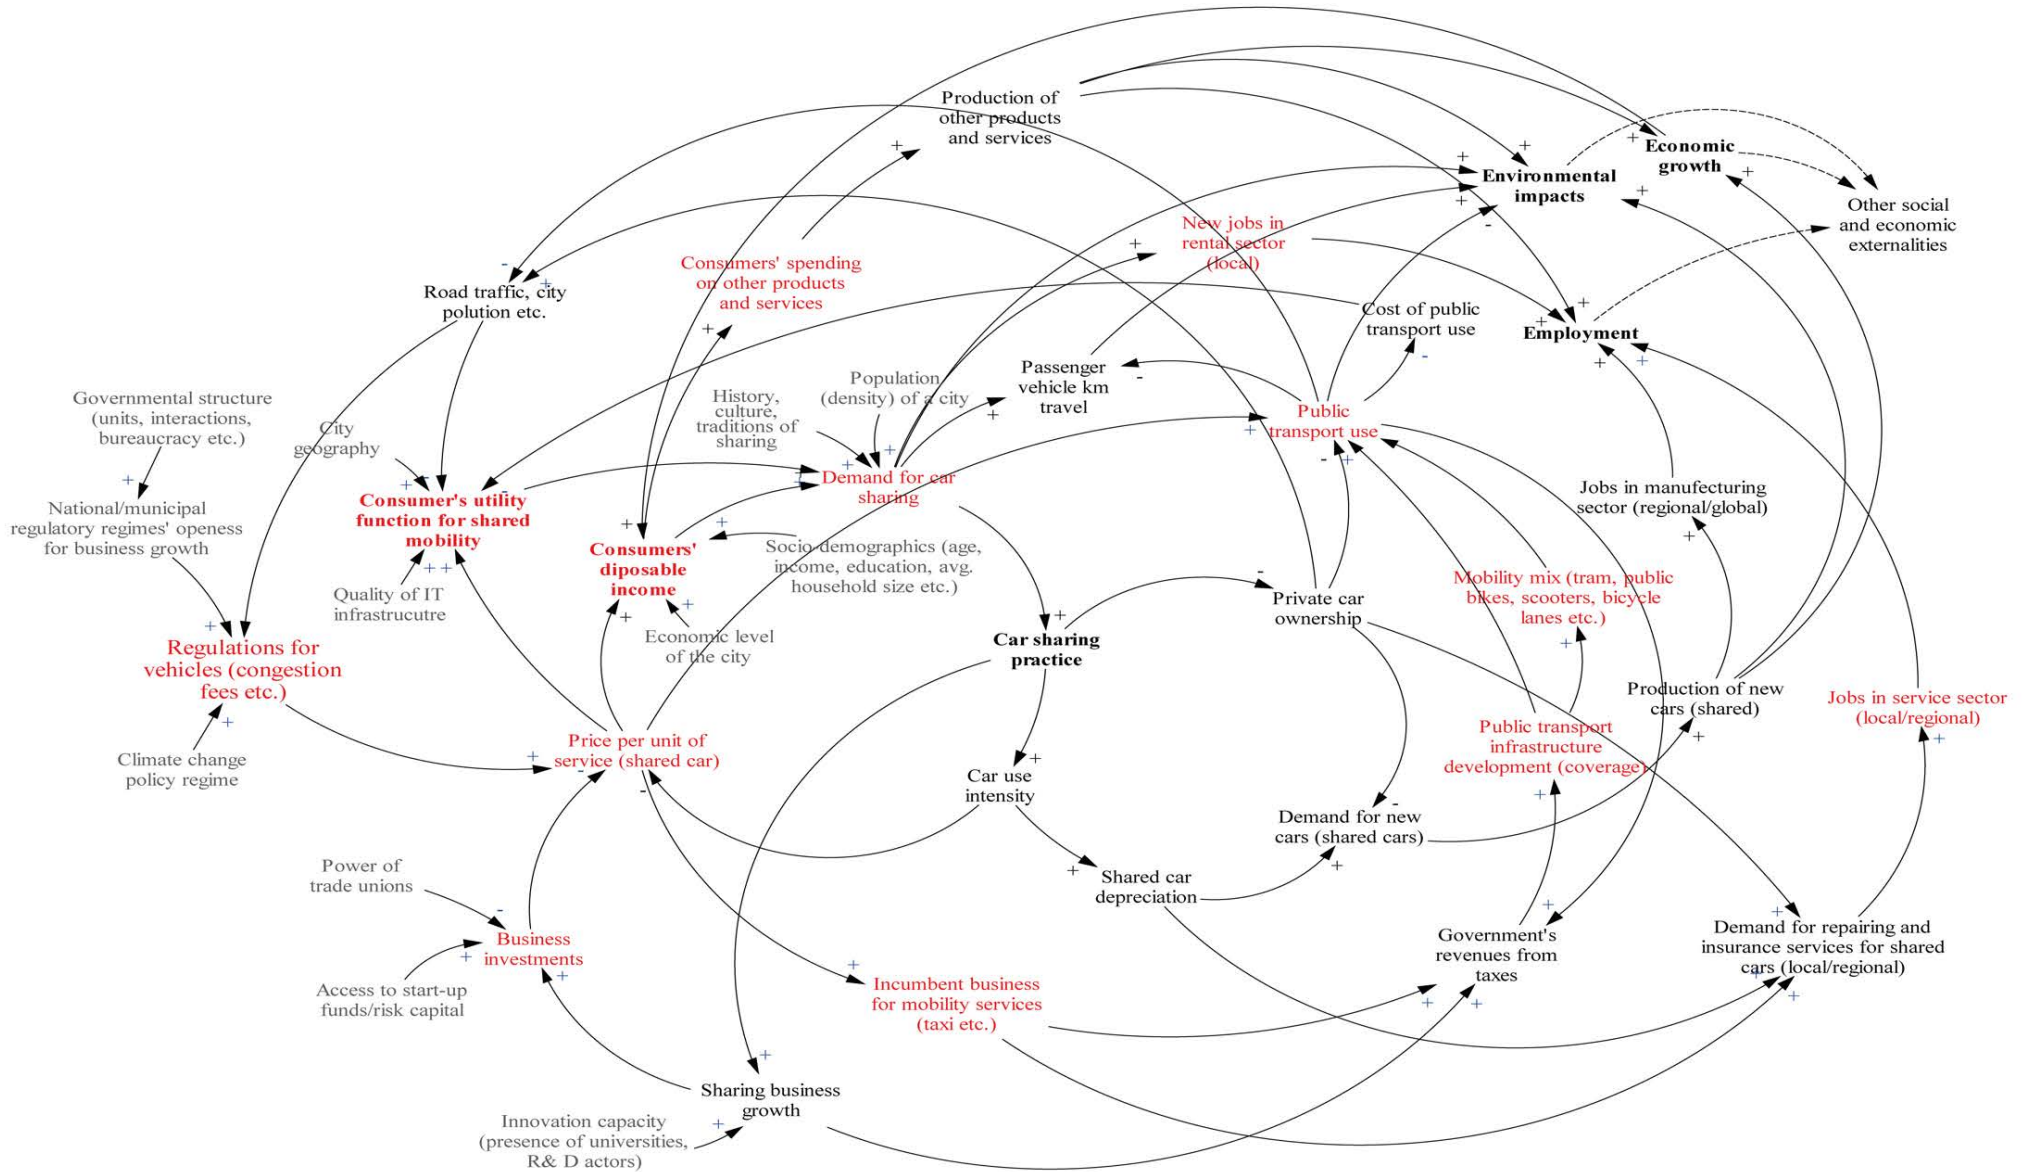 Production of
other products
and services
Economic
growth
Environmental
impacts
Other social
and economic
externalities
New jobs in
rental sector
(local)
Consumers' spending
on other products
and services
Road traffic, city
polution etc.
Cost of public
transport use
Employment
Passenger
vehicle km
travel
Population
(density) of a city
History,
culture,
traditions of
sharing
Governmental structure
(units, interactions,
bureaucracy etc.)
City
geography
Public
transport use
Demand for car
sharing
Jobs in manufacturing
sector (regional/global)
National/municipal
regulatory regimes' openess
for business growth
Consumer's utility
function for shared
mobility
Consumers'
diposable
income
Socio-demographics (age,
income, education, avg.
household size etc.)
Quality of IT
infrastrucutre
Mobility mix (tram, public
bikes, scooters, bicycle
lanes etc.)
Private car
ownership
Economic level
of the city
Car sharing
practice
Regulations for
vehicles (congestion
fees etc.)
Production of new
cars (shared)
Jobs in service sector
(local/regional)
Public transport
infrastructure
development (coverage)
Price per unit of
service (shared car)
Climate change
policy regime
Car use
intensity
Demand for new
cars (shared cars)
Power of
trade unions
Shared car
depreciation
Business
investments
Government's
revenues from
taxes
Demand for repairing and
insurance services for shared
cars (local/regional)
Access to start-up
funds/risk capital
Incumbent business
for mobility services
(taxi etc.)
Sharing business
growth
Innovation capacity
(presence of universities,
R& D actors)